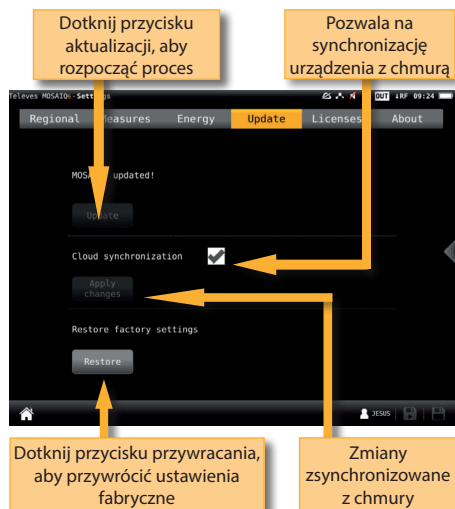 Dotknij przycisku
aktualizacji, aby
rozpocząć proces
Pozwala na
synchronizację
urządzenia z chmurą
Televes MOSAIQ6-Settings
OUT ↓RF 09:24
Regional Measures Energy Update Licenses About
updated!
Update
Cloud synchronization
Apply
changes
Restore factory settings
Restore
JESUS
Dotknij przycisku przywracania,
aby przywrócić ustawienia
fabryczne
Zmiany
zsynchronizowane
z chmury